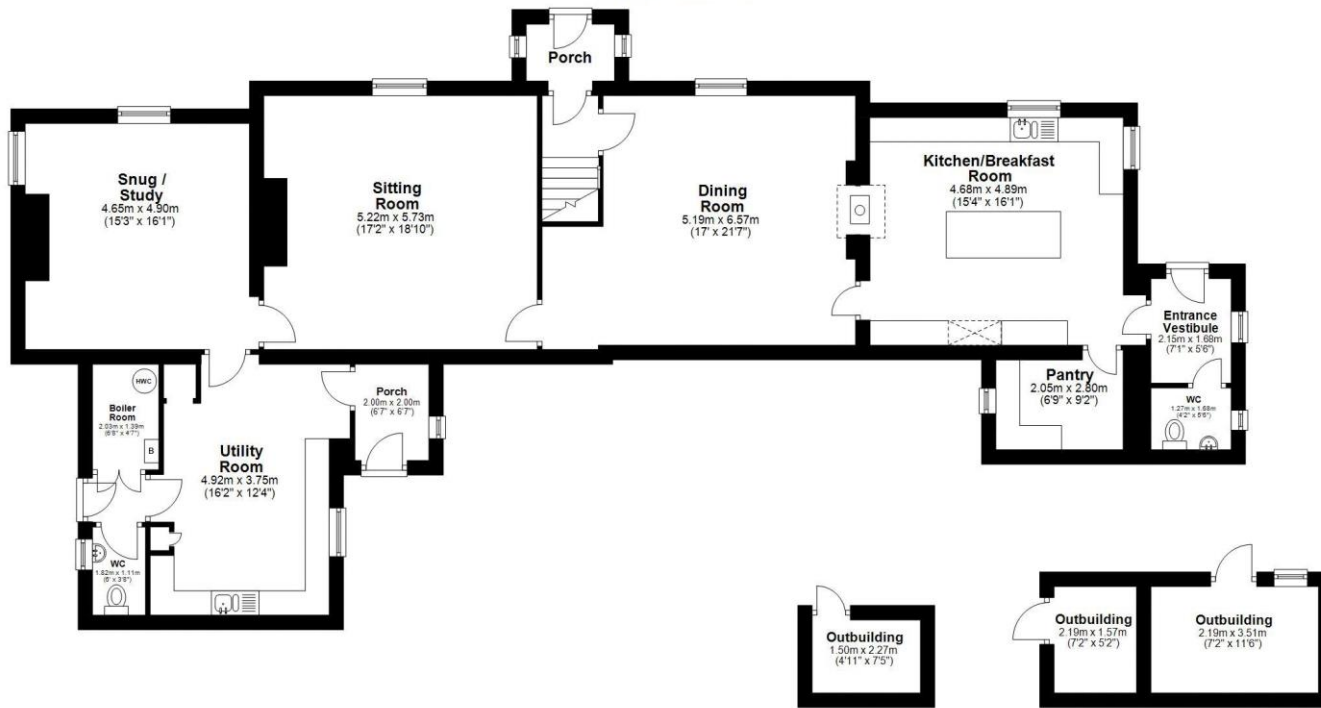 Porch
Snug /
Study
4.65m x 4.90m
(15'3" x 16'1")
Sitting
Room
5.22m x 5.73m
(17'2" x 18'10")
Dining
Room
5.19m x 6.57m
(17' x 21'7")
Kitchen/Breakfast
Room
4.68m x 4.89m
(15'4" x 16'1")
Entrance
Vestibule
2.15m x 1.68m
(7'1" x 5'6")
Pantry
2.05m x 2.80m
(6'9" x 9'2")
WC
1.27m x 1.68m
(4'2" x 5'6")
HWC
Boiler
Room
2.03m x 1.39m
(6'8" x 4'7")
B
Porch
2.00m x 2.00m
(6'7" x 6'7")
Utility
Room
4.92m x 3.75m
(16'2" x 12'4")
WC
1.82m x 1.11m
(6' x 3'8")
Outbuilding
1.50m x 2.27m
(4'11" x 7'5")
Outbuilding
2.19m x 1.57m
(7'2" x 5'2")
Outbuilding
2.19m x 3.51m
(7'2" x 11'6")